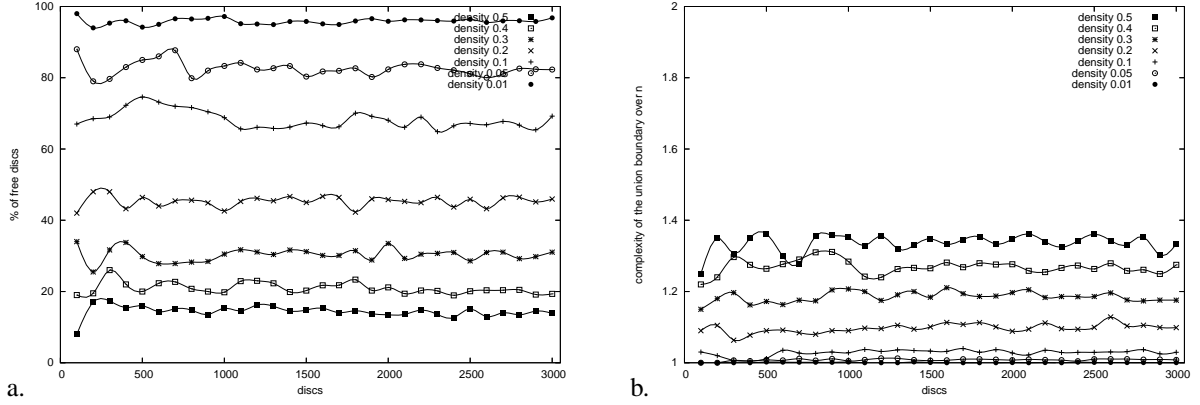 100
80
60
40
20
0
% of free discs
density 0.5
density 0.4
density 0.3
density 0.2
density 0.1
density 0.05
density 0.01
0 500 1000 1500 2000 2500 3000
discs
a.
2
1.8
1.6
1.4
1.2
1
complexity of the union boundary over n
density 0.5
density 0.4
density 0.3
density 0.2
density 0.1
density 0.05
density 0.01
0 500 1000 1500 2000 2500 3000
discs
b.